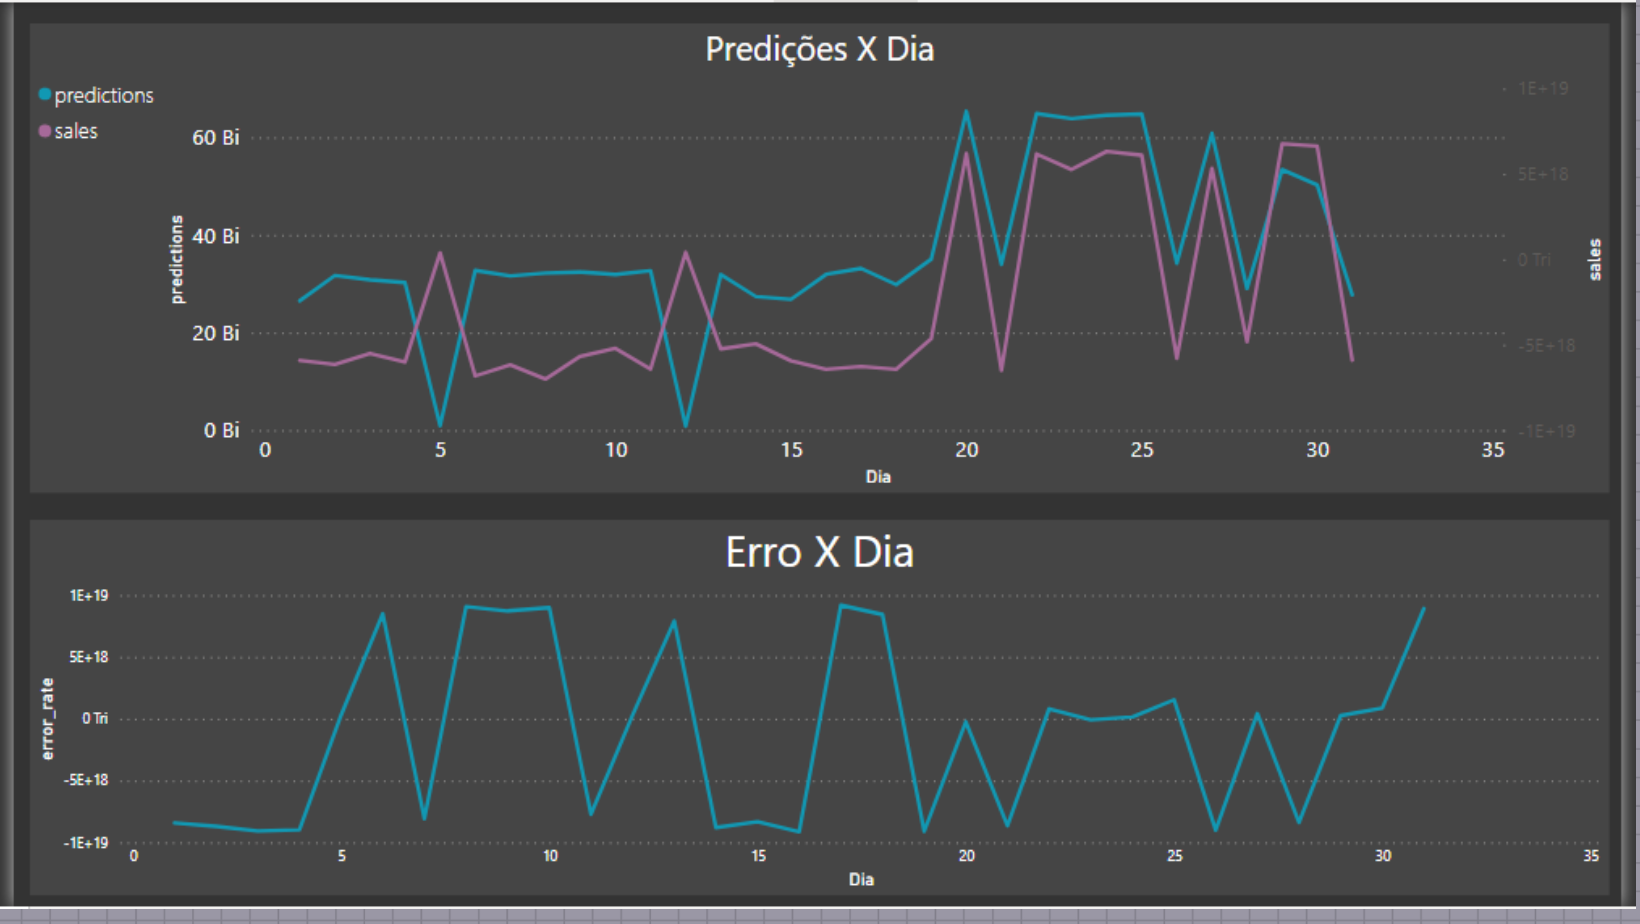 Predições X Dia
predictions
sales
1E+19
60 Bi
5E+18
predictions
40 Bi
0 Tri
sales
20 Bi
-5E+18
0 Bi
-1E+19
0 5 10 15 20 25 30 35
Dia
Erro X Dia
1E+19
5E+18
error_rate
0 Tri
-5E+18
-1E+19
0 5 10 15 20 25 30 35
Dia